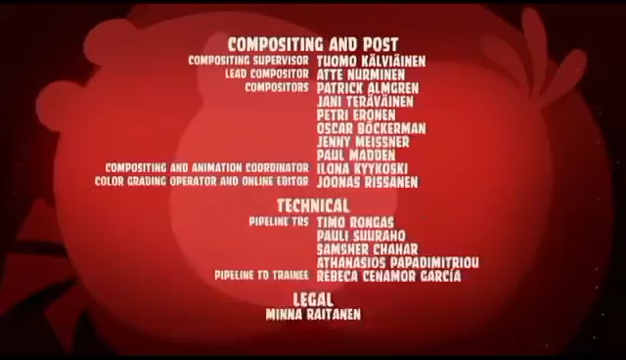 COMPOSITING AND POST
COMPOSITING SUPERVISOR TUOMO KÄLVIÄINEN
LEAD COMPOSITOR ATTE NURMINEN
COMPOSITORS PATRICK ALMGREN
JANI TERÄVÄINEN
PETRI ERONEN
OSCAR BÖCKERMAN
JENNY MEISSNER
PAUL MADDEN
COMPOSITING AND ANIMATION COORDINATOR ILONA KYYKOSKI
COLOR GRADING OPERATOR AND ONLINE EDITOR JOONAS RISSANEN
TECHNICAL
PIPELINE TRS TIMO RONGAS
PAULI SUURAHO
SAMSHER CHAHAR
ATHANASIOS PAPADIMITRIOU
PIPELINE TD TRAINEE REBECA CENAMOR GARCÍA
LEGAL
MINNA RAITANEN